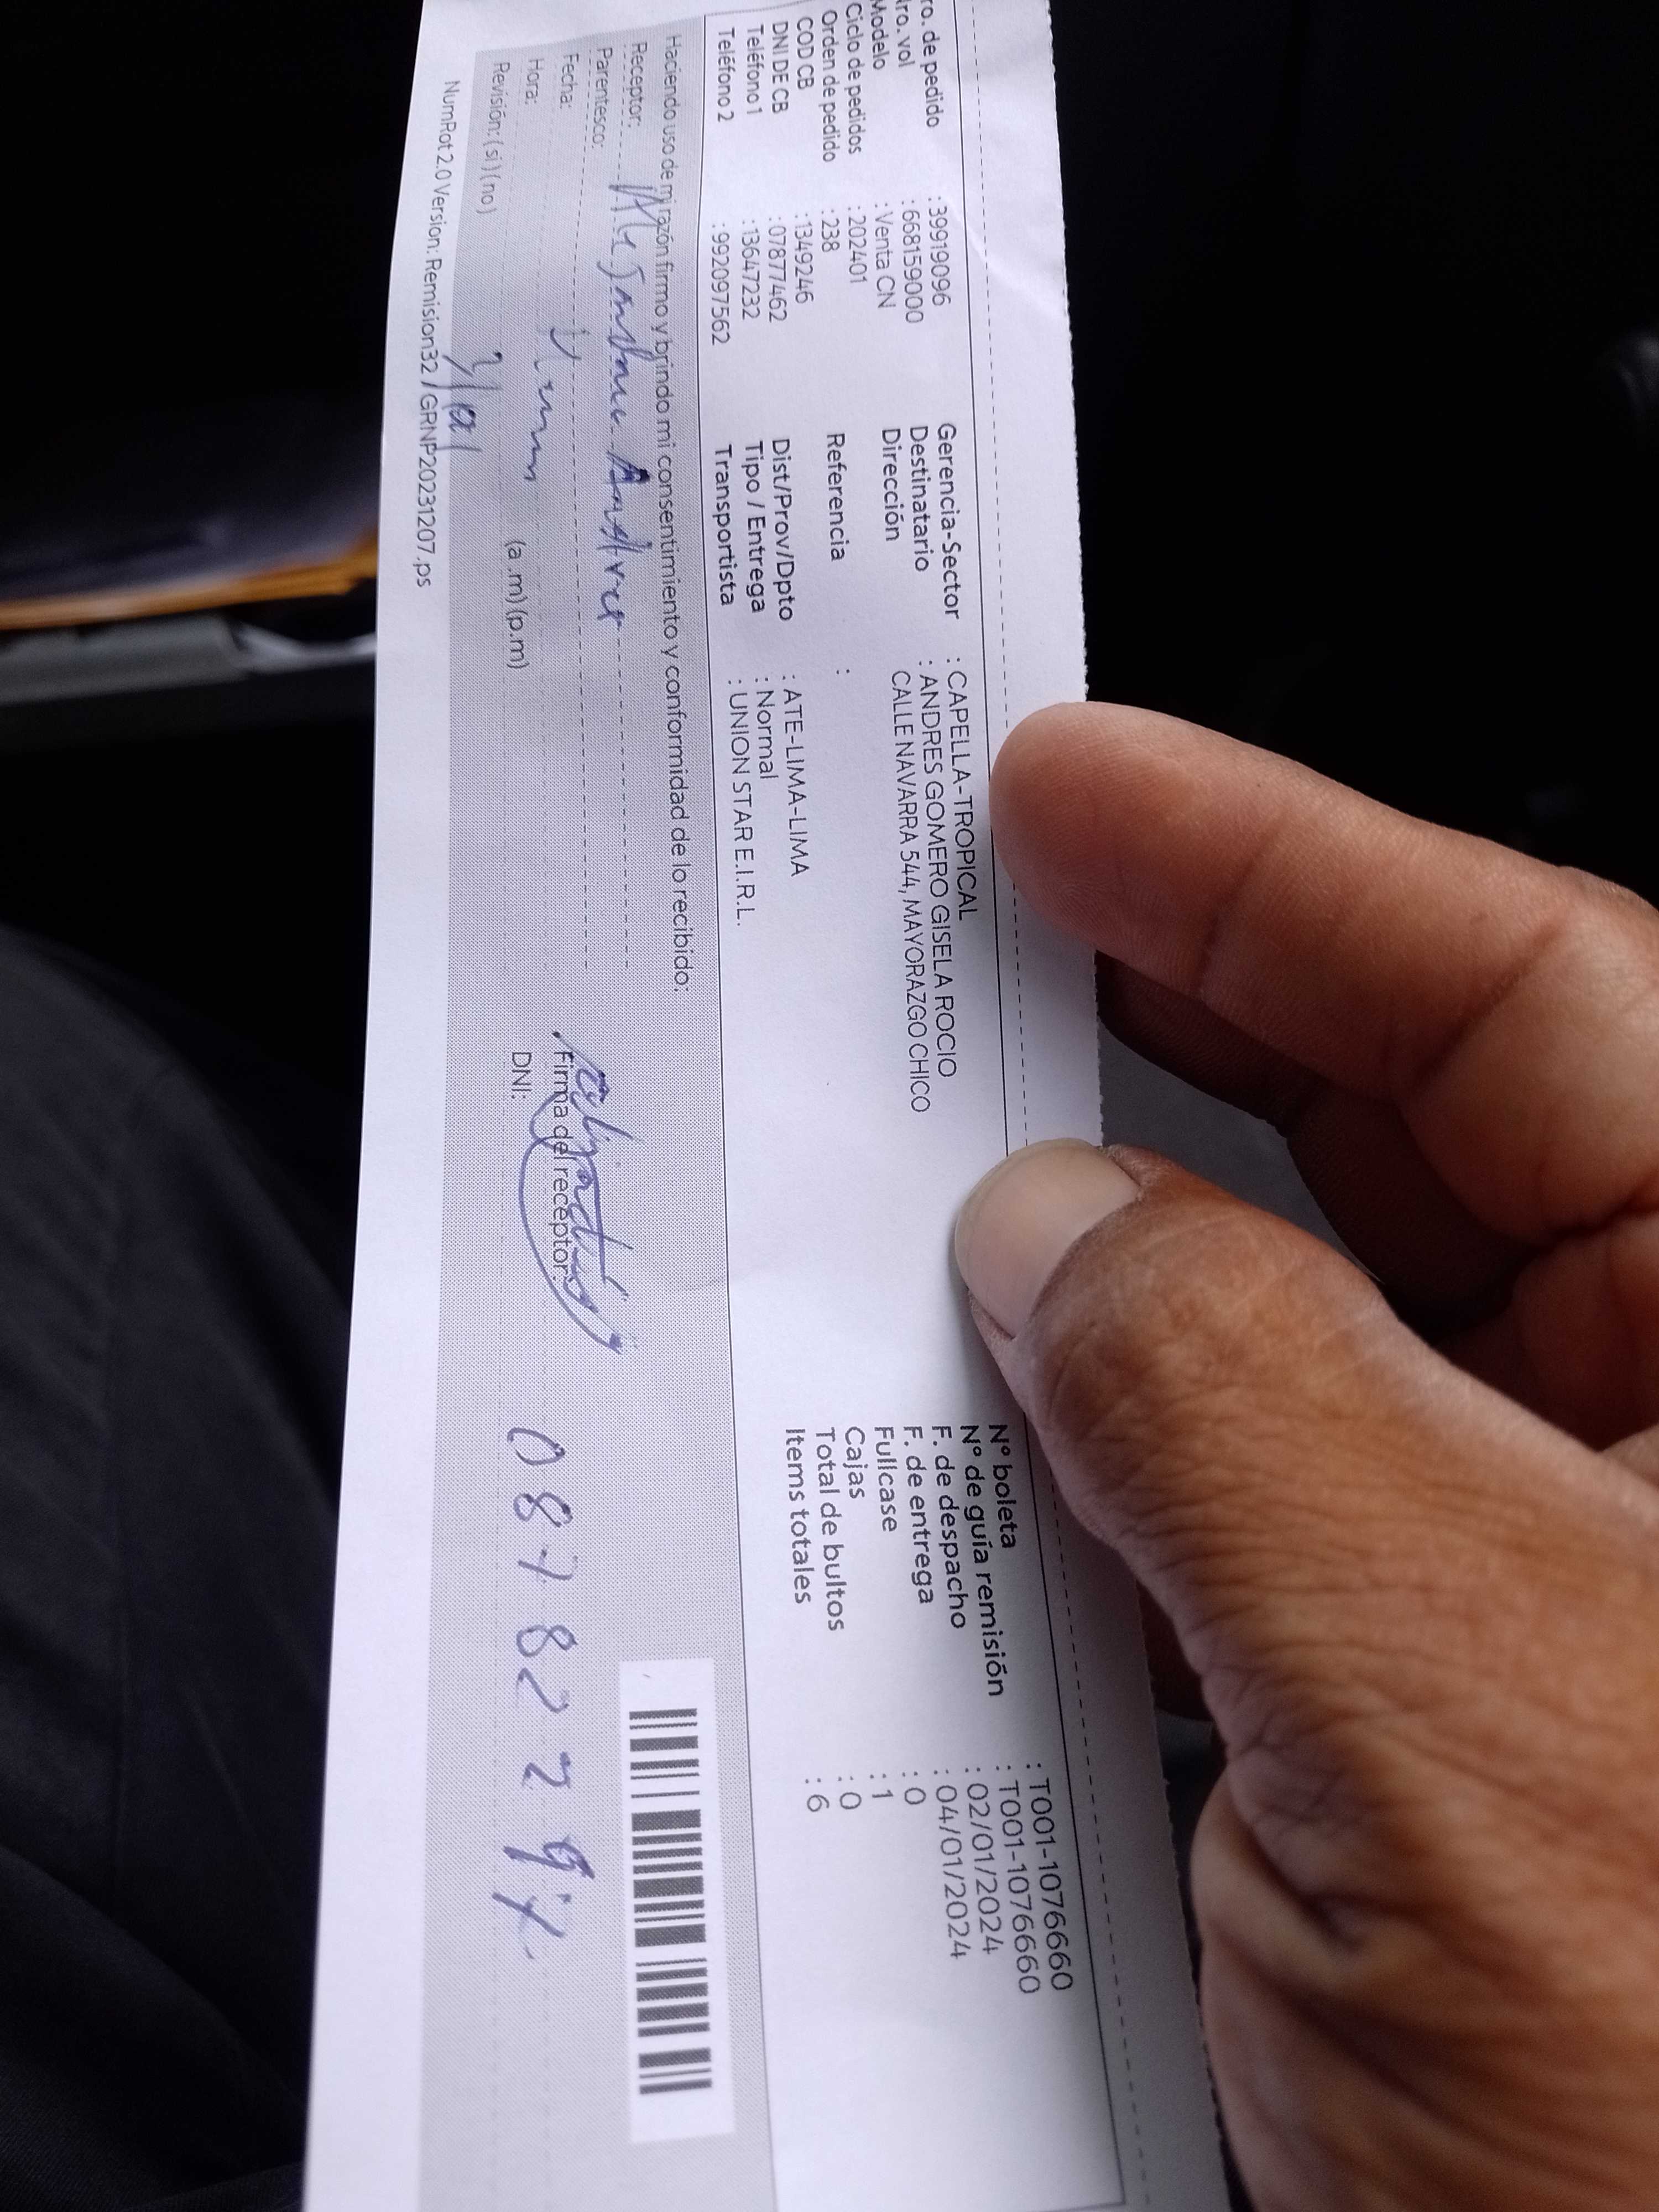 ro. de pedido : 39919096
Nro. vol : 668159000
Modelo : Venta CN
Ciclo de pedidos : 202401
Orden de pedido : 238
COD CB : 1349246
DNI DE CB : 07877462
Teléfono 1 : 13647232
Teléfono 2 : 992097562
Gerencia-Sector : CAPELLA-TROPICAL
Destinatario : ANDRES GOMERO GISELA ROCIO
Dirección CALLE NAVARRA 544, MAYORAZGO CHICO
Referencia :
Dist/Prov/Dpto : ATE-LIMA-LIMA
Tipo / Entrega : Normal
Transportista : UNION STAR E.I.R.L.
Nº boleta : T001-1076660
Nº de guía remisión : T001-1076660
F. de despacho : 02/01/2024
F. de entrega : 04/01/2024
Fullcase : 0
Cajas : 1
Total de bultos : 0
Items totales : 6
Haciendo uso de mi razón firmo y brindo mi consentimiento y conformidad de lo recibido:
Receptor:
Parentesco:
Fecha:
Hora: (a.m) (p.m)
Revisión: (si) (no)
Firma del receptor:
DNI:
NumRot 2.0 Version: Remision32 / GRNP20231207.ps